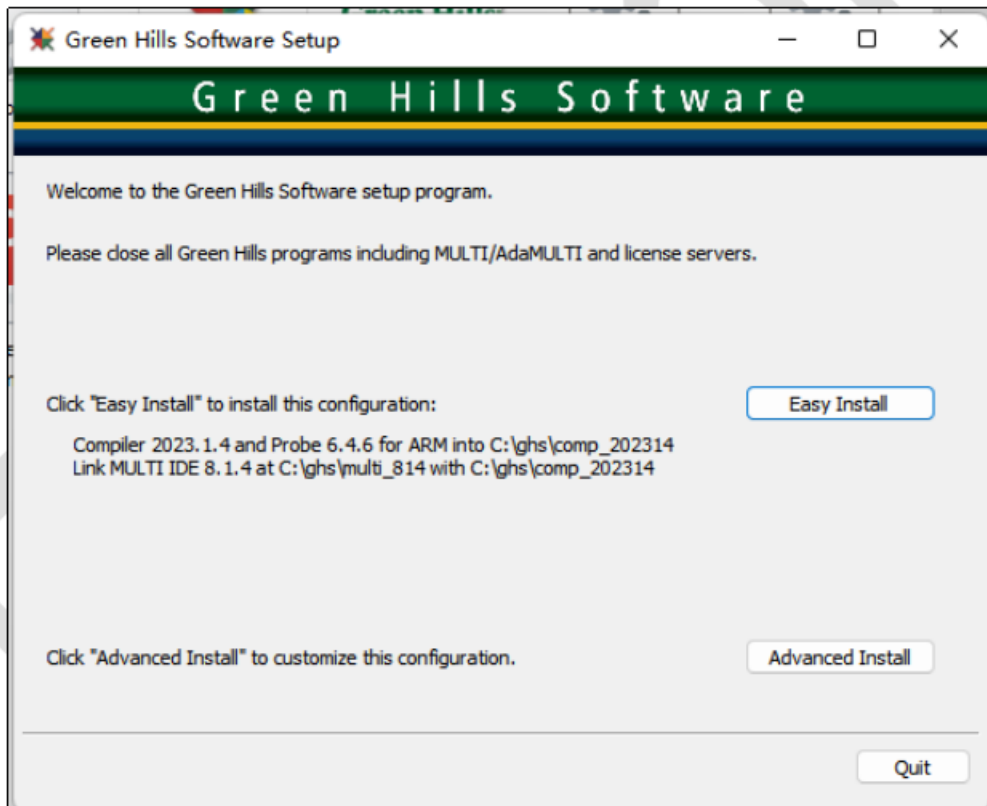 Green Hills Software Setup
Green Hills Software
Welcome to the Green Hills Software setup program.
Please close all Green Hills programs including MULTI/AdaMULTI and license servers.
Click "Easy Install" to install this configuration:
Easy Install
Compiler 2023.1.4 and Probe 6.4.6 for ARM into C:\ghs\comp_202314
Link MULTI IDE 8.1.4 at C:\ghs\multi_814 with C:\ghs\comp_202314
Click "Advanced Install" to customize this configuration.
Advanced Install
Quit